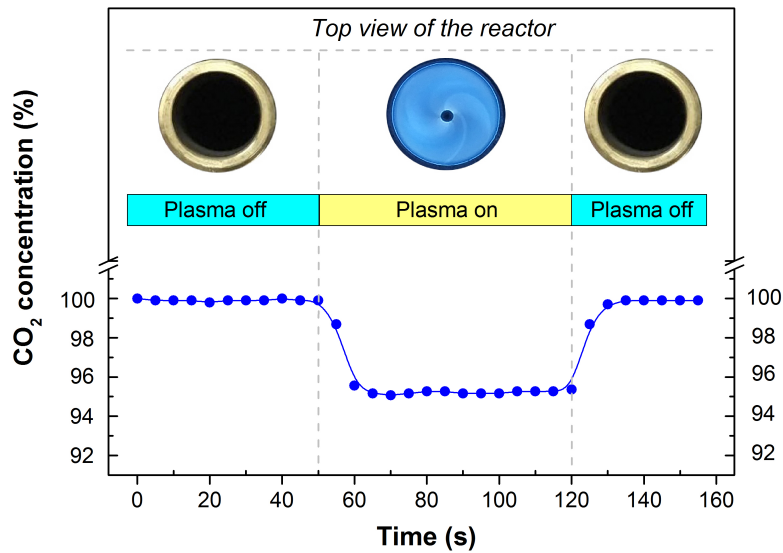 Top view of the reactor
Plasma off
Plasma on
Plasma off
CO₂ concentration (%)
100
98
96
94
92
100
98
96
94
92
0 20 40 60 80 100 120 140 160
Time (s)